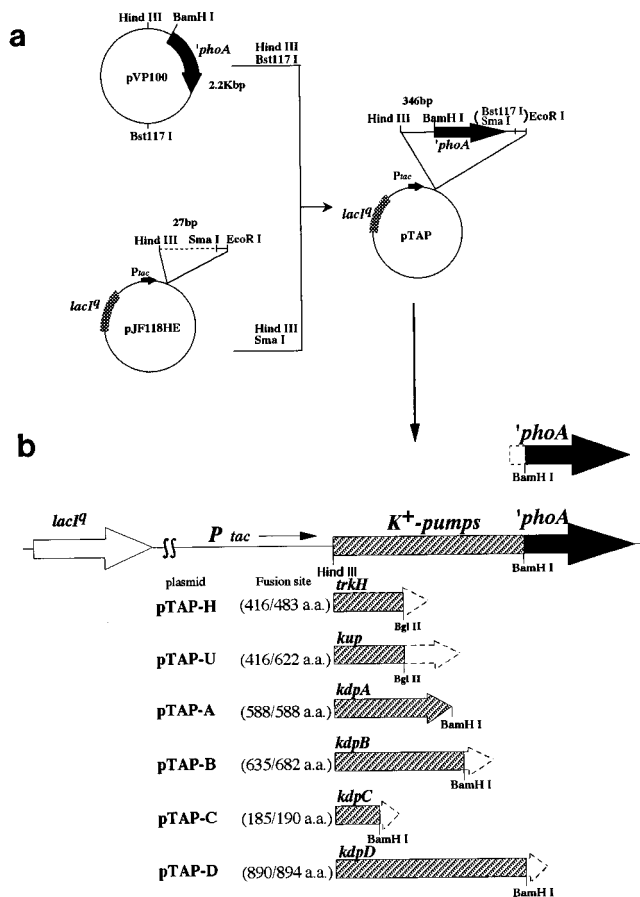 a
Hind III
BamH I
'phoA
pVP100
2.2Kbp
Bst117 I
Hind III
Bst117 I
27bp
Hind III
Sma I
EcoR I
Ptac
lacIq
pJF118HE
Hind III
Sma I
346bp
Hind III
BamH I
(Bst117 I
Sma I)
EcoR I
'phoA
Ptac
lacIq
pTAP
b
'phoA
BamH I
lacIq
P tac
K+-pumps
'phoA
Hind III
BamH I
plasmid
Fusion site
pTAP-H (416/483 a.a.) trkH
Bgl II
pTAP-U (416/622 a.a.) kup
Bgl II
pTAP-A (588/588 a.a.) kdpA
BamH I
pTAP-B (635/682 a.a.) kdpB
BamH I
pTAP-C (185/190 a.a.) kdpC
BamH I
pTAP-D (890/894 a.a.) kdpD
BamH I